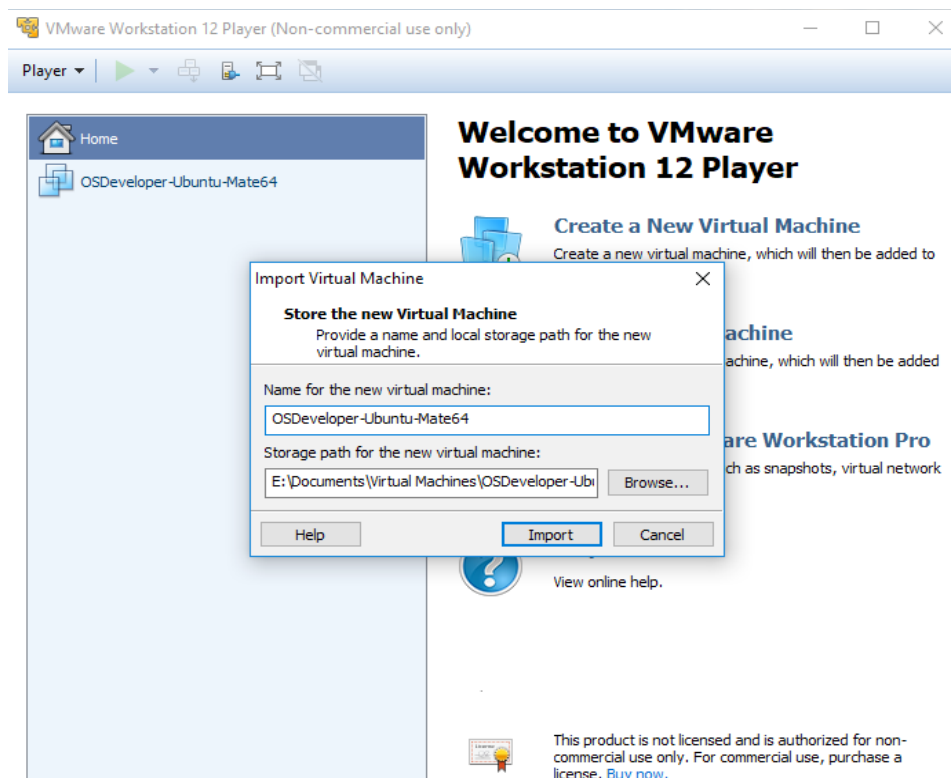 VMware Workstation 12 Player (Non-commercial use only)
Player
Home
OSDeveloper-Ubuntu-Mate64
Welcome to VMware
Workstation 12 Player
Create a New Virtual Machine
Create a new virtual machine, which will then be added to
achine
achine, which will then be added
are Workstation Pro
ch as snapshots, virtual network
Import Virtual Machine
Store the new Virtual Machine
Provide a name and local storage path for the new
virtual machine.
Name for the new virtual machine:
OSDeveloper-Ubuntu-Mate64
Storage path for the new virtual machine:
E:\Documents\Virtual Machines\OSDeveloper-Ubu
Browse...
Help
Import
Cancel
View online help.
This product is not licensed and is authorized for non-
commercial use only. For commercial use, purchase a
license. Buy now.